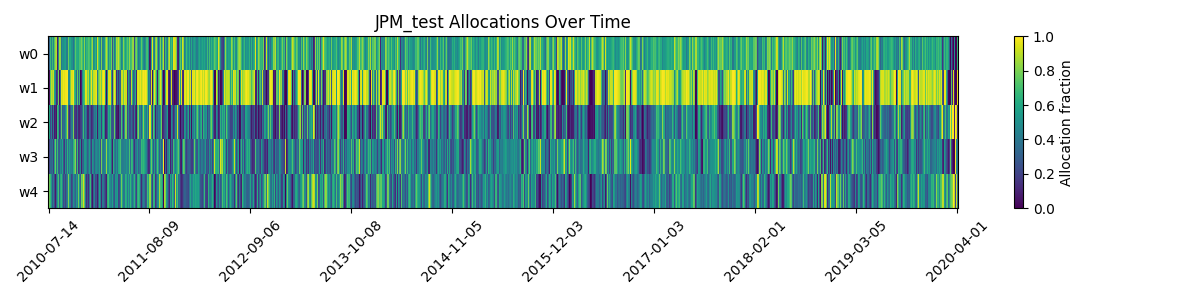 JPM_test Allocations Over Time
w0
w1
w2
w3
w4
2010-07-14
2011-08-09
2012-09-06
2013-10-08
2014-11-05
2015-12-03
2017-01-03
2018-02-01
2019-03-05
2020-04-01
1.0
0.8
0.6
0.4
0.2
0.0
Allocation fraction